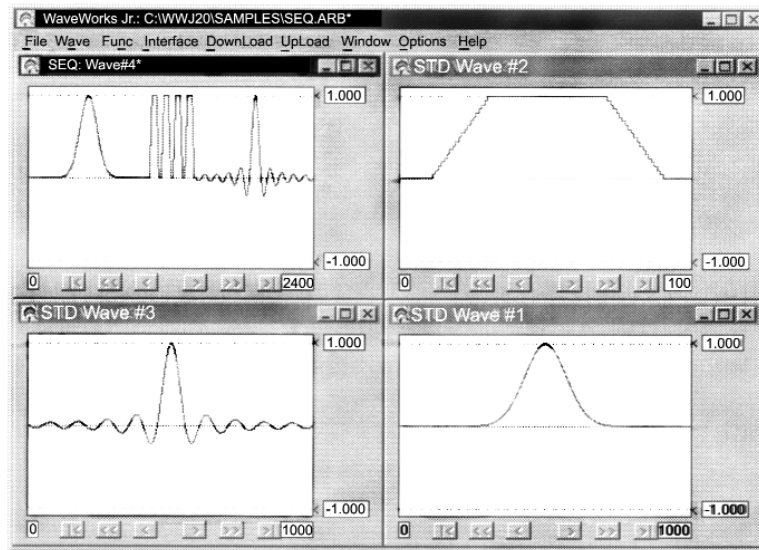 WaveWorks Jr.: C:\WWJ20\SAMPLES\SEQ.ARB*
File Wave Func Interface DownLoad UpLoad Window Options Help
SEQ: Wave#4*
1.000
-1.000
0 |< << < > >> >| 2400
STD Wave #2
1.000
-1.000
0 |< << < > >> >| 100
STD Wave #3
1.000
-1.000
0 |< << < > >> >| 1000
STD Wave #1
1.000
-1.000
0 |< << < > >> >| 1000